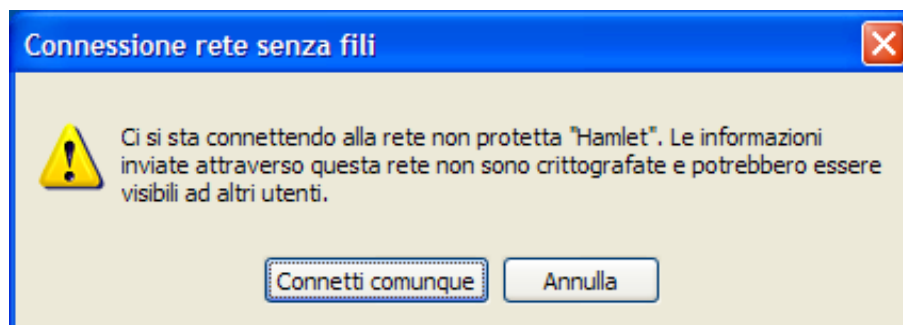 Connessione rete senza fili
Ci si sta connettendo alla rete non protetta "Hamlet". Le informazioni
inviate attraverso questa rete non sono crittografate e potrebbero essere
visibili ad altri utenti.
Connetti comunque
Annulla